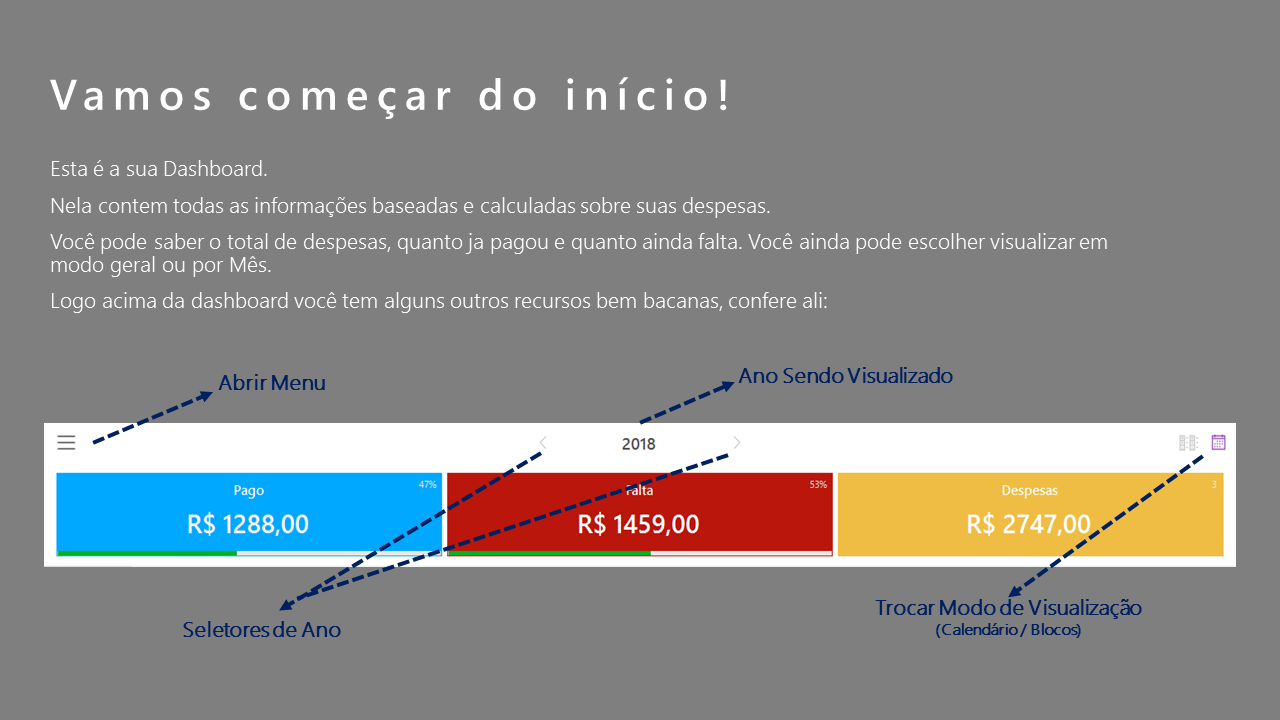 Vamos começar do início!
Esta é a sua Dashboard.
Nela contem todas as informações baseadas e calculadas sobre suas despesas.
Você pode saber o total de despesas, quanto ja pagou e quanto ainda falta. Você ainda pode escolher visualizar em
modo geral ou por Mês.
Logo acima da dashboard você tem alguns outros recursos bem bacanas, confere ali:
Abrir Menu
Ano Sendo Visualizado
2018
Pago
47%
R$ 1288,00
Falta
53%
R$ 1459,00
Despesas
3
R$ 2747,00
Seletores de Ano
Trocar Modo de Visualização
(Calendário / Blocos)